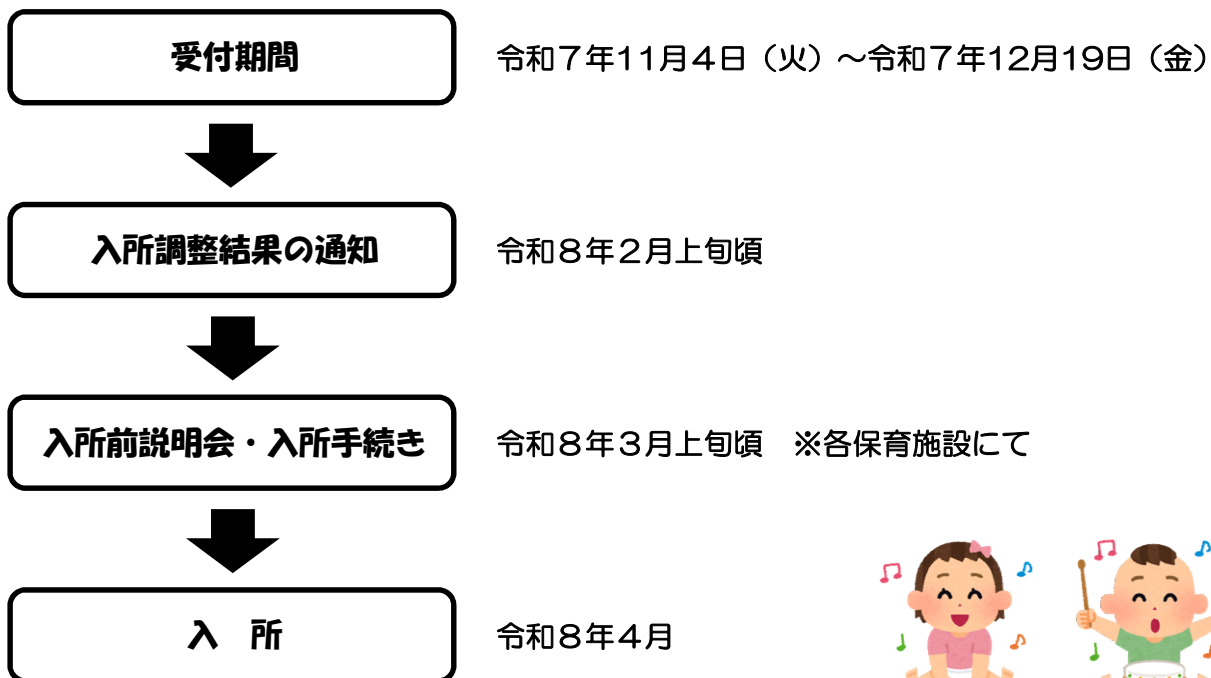 受付期間 令和7年11月4日（火）～令和7年12月19日（金）
入所調整結果の通知 令和8年2月上旬頃
入所前説明会・入所手続き 令和8年3月上旬頃　※各保育施設にて
入　所 令和8年4月